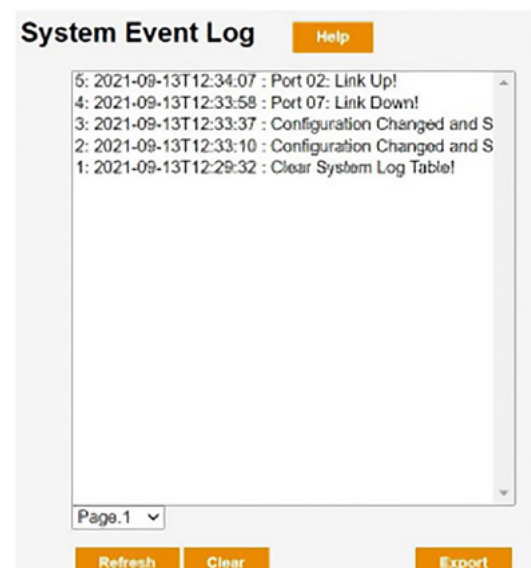 System Event Log
Help
5: 2021-09-13T12:34:07 : Port 02: Link Up!
4: 2021-09-13T12:33:58 : Port 07: Link Down!
3: 2021-09-13T12:33:37 : Configuration Changed and S
2: 2021-09-13T12:33:10 : Configuration Changed and S
1: 2021-09-13T12:29:32 : Clear System Log Table!
Page.1
Refresh Clear Export